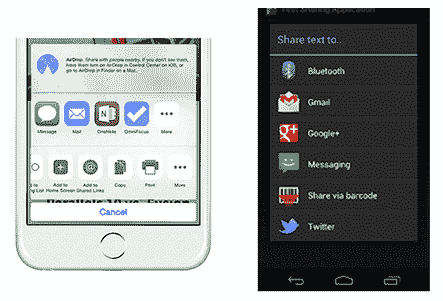 AirDrop. Share with people nearby. If you don't see them,
have them turn on AirDrop in Control Center on iOS, or
go to AirDrop in Finder on a Mac.
Message
Mail
OneNote
OmniFocus
More
Add to
Home Screen
Add to
Shared Links
Copy
Print
More
Cancel
Sharing Application
Share text to..
Bluetooth
Gmail
Google+
Messaging
Share via barcode
Twitter